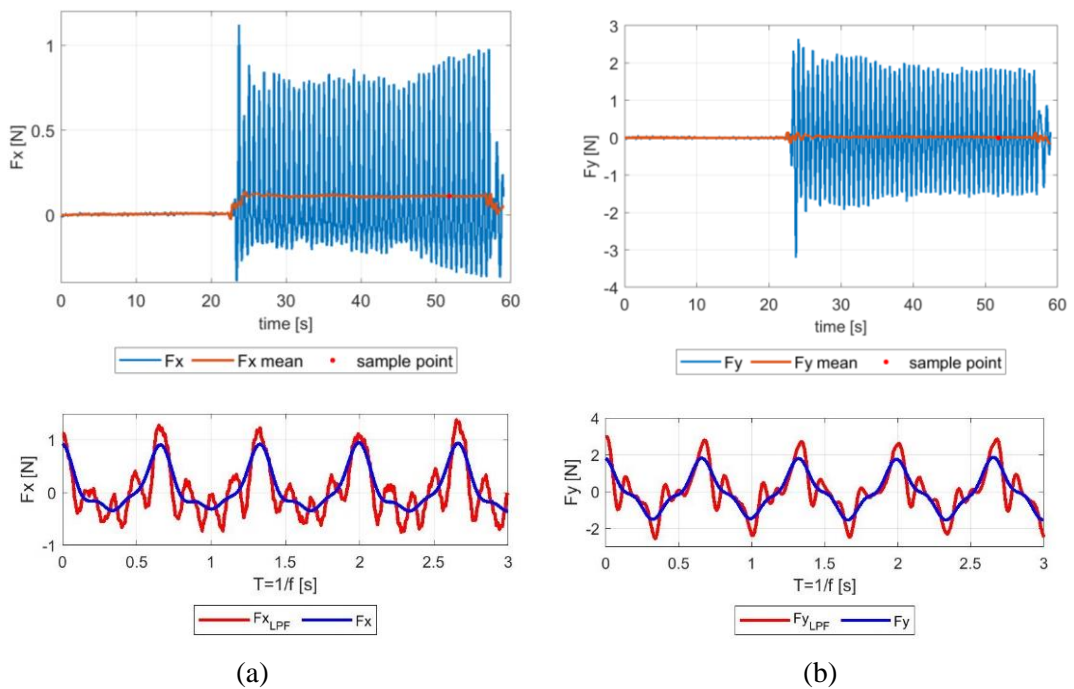 1
0.5
0
Fx [N]
0 10 20 30 40 50 60
time [s]
Fx Fx mean sample point
3
2
1
0
-1
-2
-3
-4
Fy [N]
0 10 20 30 40 50 60
time [s]
Fy Fy mean sample point
1
0
-1
Fx [N]
0 0.5 1 1.5 2 2.5 3
T=1/f [s]
Fx_LPF Fx
4
2
0
-2
Fy [N]
0 0.5 1 1.5 2 2.5 3
T=1/f [s]
Fy_LPF Fy
(a)
(b)